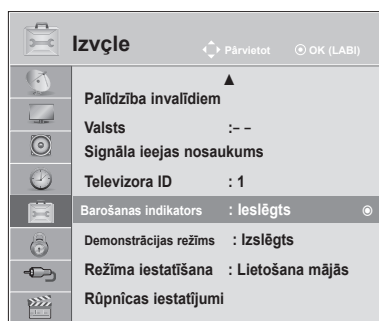 Izvçle
Pārvietot OK (LABI)
Palīdzība invalīdiem
Valsts :– –
Signāla ieejas nosaukums
Televizora ID : 1
Barošanas indikators : Ieslēgts
Demonstrācijas režīms : Izslēgts
Režīma iestatīšana : Lietošana mājās
Rūpnīcas iestatījumi